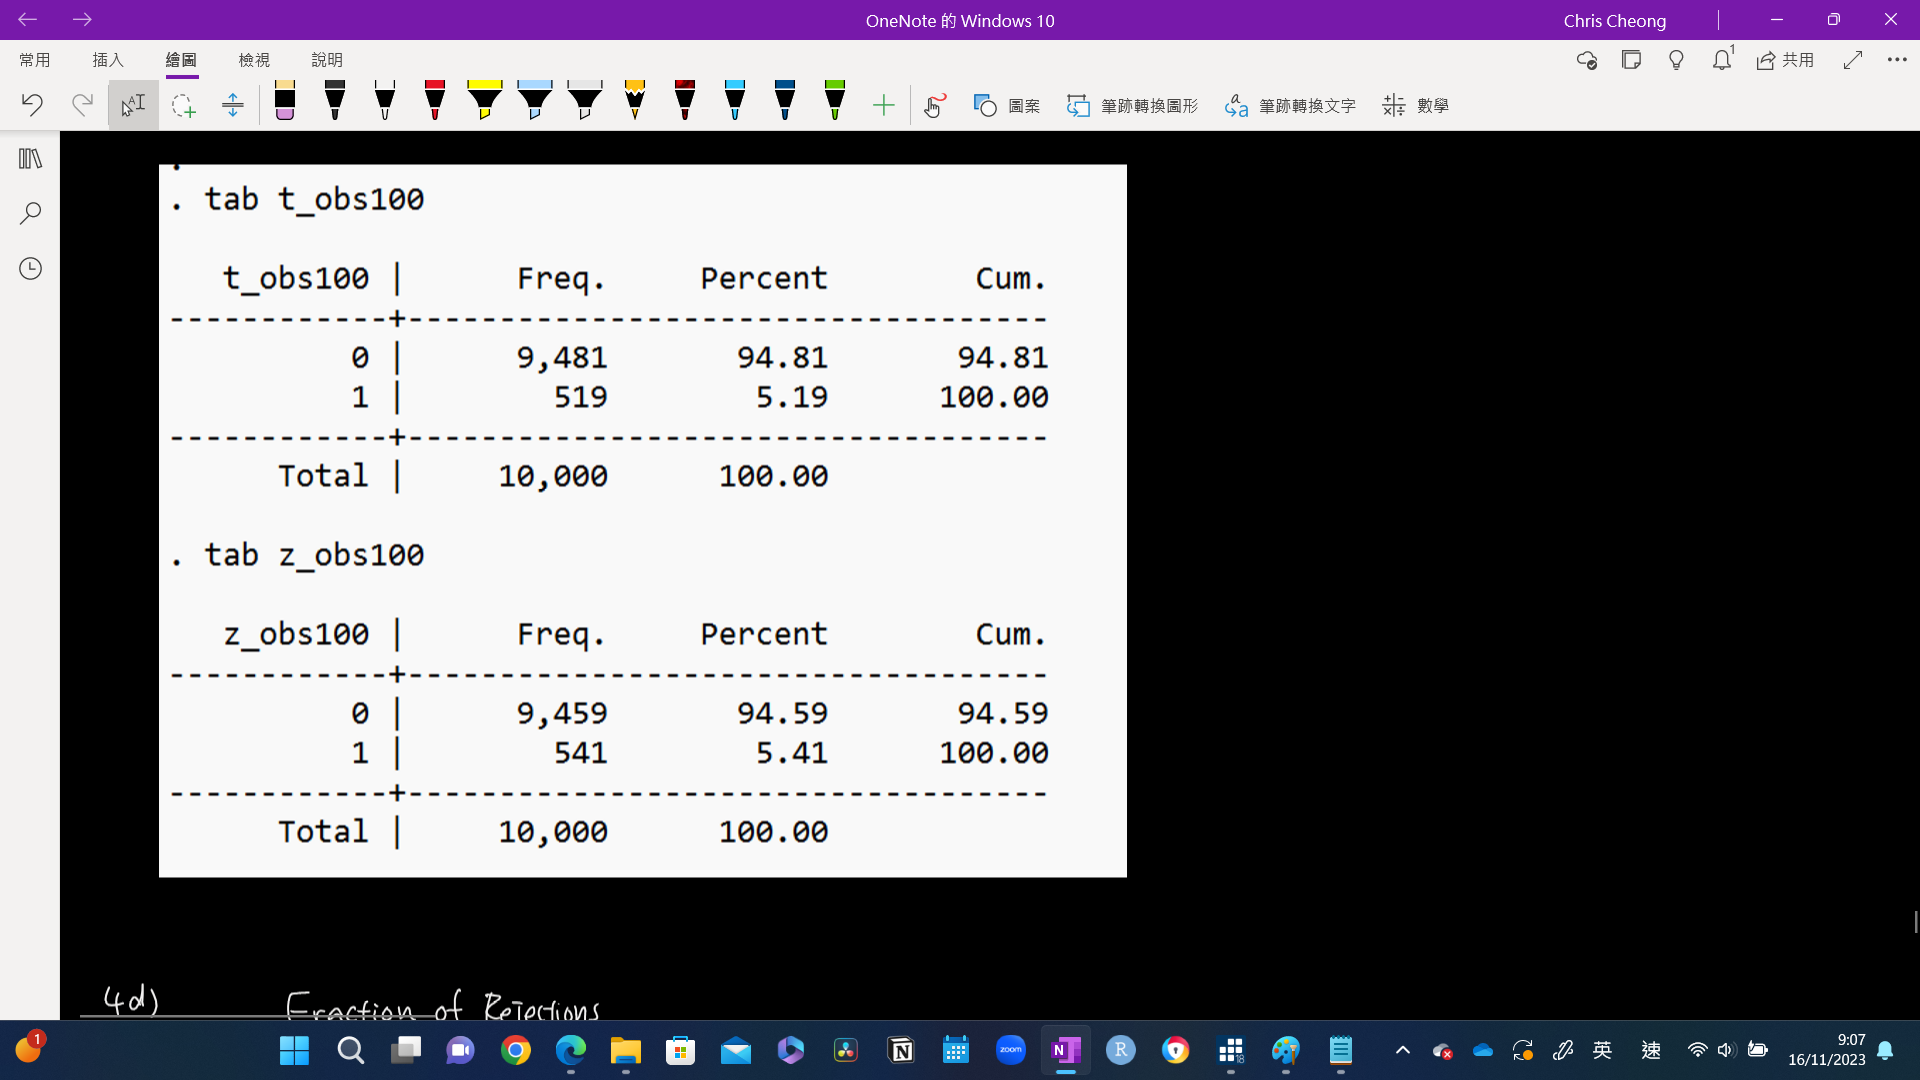 OneNote 的 Windows 10
Chris Cheong
常用 插入 繪圖 檢視 說明
1
共用
圖案 筆跡轉換圖形 筆跡轉換文字 數學
. tab t_obs100
t_obs100 | Freq. Percent Cum.
------------+-----------------------------------
0 | 9,481 94.81 94.81
1 | 519 5.19 100.00
------------+-----------------------------------
Total | 10,000 100.00
. tab z_obs100
z_obs100 | Freq. Percent Cum.
------------+-----------------------------------
0 | 9,459 94.59 94.59
1 | 541 5.41 100.00
------------+-----------------------------------
Total | 10,000 100.00
4d) Fraction of Rejections
1
zoom
N
R
18
英 速
9:07
16/11/2023